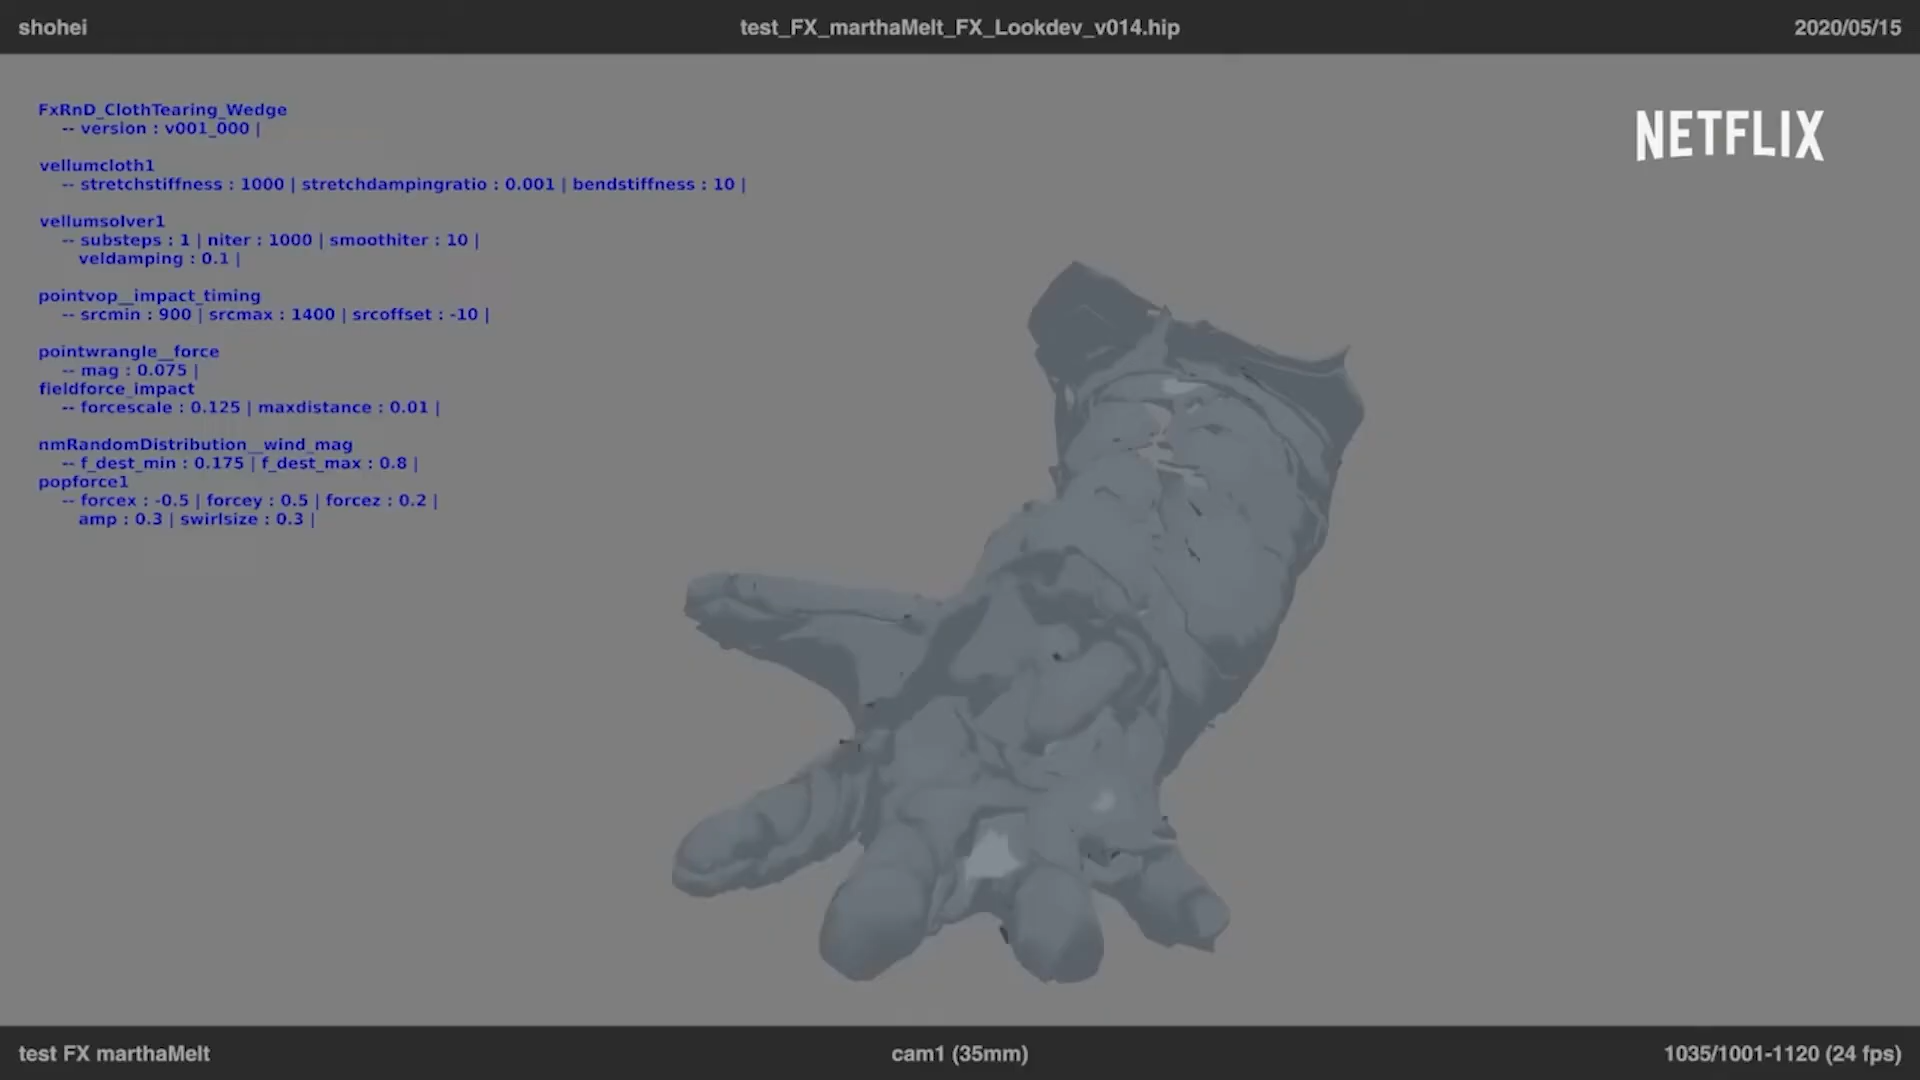 shohei
test_FX_marthaMelt_FX_Lookdev_v014.hip
2020/05/15
FxRnD_ClothTearing_Wedge
-- version : v001_000 |
NETFLIX
vellumcloth1
-- stretchstiffness : 1000 | stretchdampingratio : 0.001 | bendstiffness : 10 |
vellumsolver1
-- substeps : 1 | niter : 1000 | smoothiter : 10 |
veldamping : 0.1 |
pointvop__impact_timing
-- srcmin : 900 | srcmax : 1400 | srcoffset : -10 |
pointwrangle__force
-- mag : 0.075 |
fieldforce_impact
-- forcescale : 0.125 | maxdistance : 0.01 |
nmRandomDistribution__wind_mag
-- f_dest_min : 0.175 | f_dest_max : 0.8 |
popforce1
-- forcex : -0.5 | forcey : 0.5 | forcez : 0.2 |
amp : 0.3 | swirlsize : 0.3 |
test FX marthaMelt
cam1 (35mm)
1035/1001-1120 (24 fps)